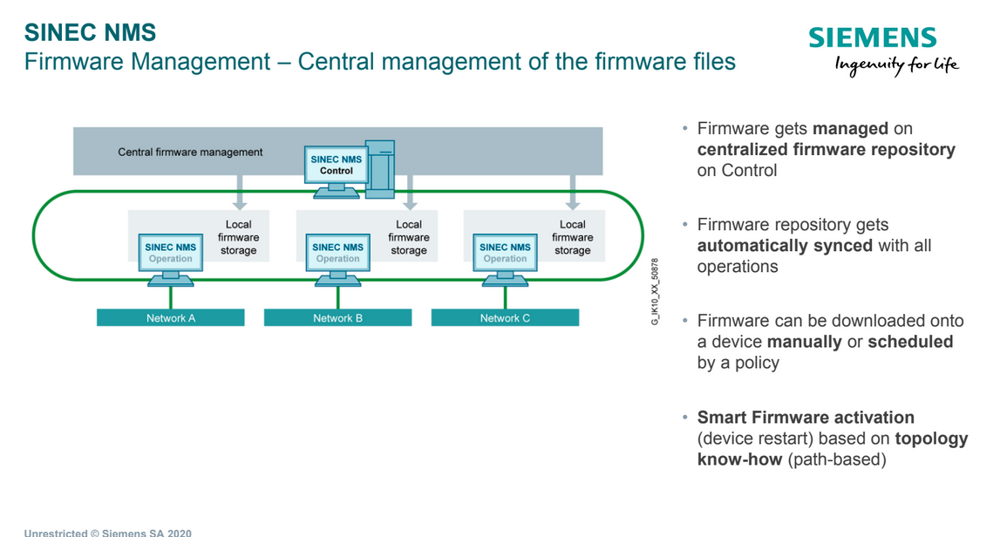 SINEC NMS
Firmware Management – Central management of the firmware files
SIEMENS
Ingenuity for life
Central firmware management
SINEC NMS
Control
Local
firmware
storage
SINEC NMS
Operation
Local
firmware
storage
SINEC NMS
Operation
Local
firmware
storage
SINEC NMS
Operation
Network A
Network B
Network C
G_IK10_XX_50878
• Firmware gets managed on
centralized firmware repository
on Control
• Firmware repository gets
automatically synced with all
operations
• Firmware can be downloaded onto
a device manually or scheduled
by a policy
• Smart Firmware activation
(device restart) based on topology
know-how (path-based)
Unrestricted © Siemens SA 2020